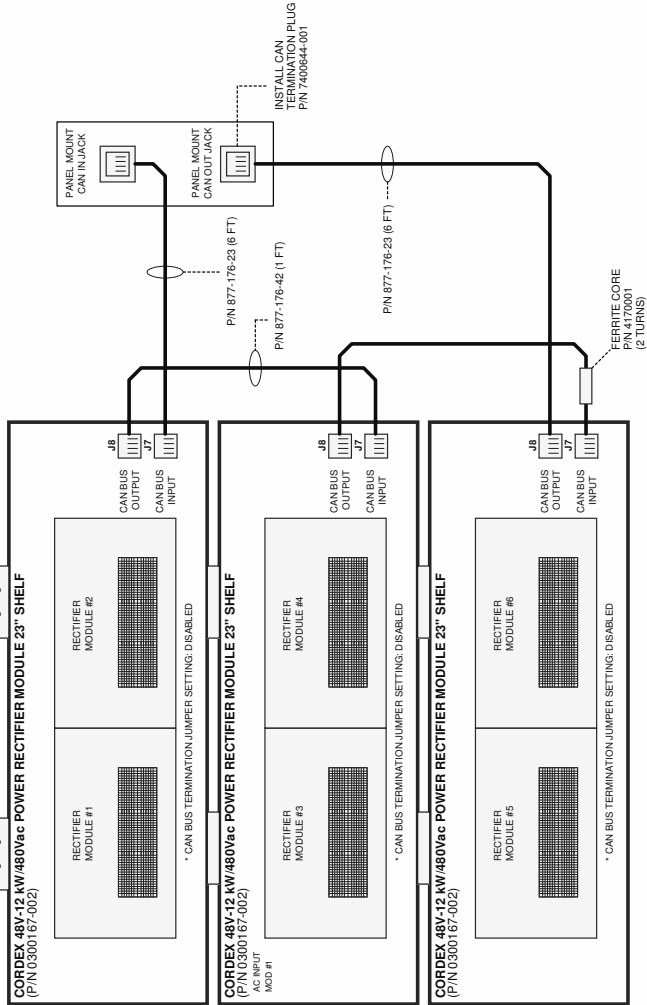 CORDEX 48V-12 kW/480Vac POWER RECTIFIER MODULE 23" SHELF
(P/N 0300167-002)
RECTIFIER
MODULE #1
RECTIFIER
MODULE #2
* CAN BUS TERMINATION JUMPER SETTING: DISABLED
J8
CAN BUS
OUTPUT
J7
CAN BUS
INPUT
CORDEX 48V-12 kW/480Vac POWER RECTIFIER MODULE 23" SHELF
(P/N 0300167-002)
AC INPUT
MOD #1
RECTIFIER
MODULE #3
RECTIFIER
MODULE #4
* CAN BUS TERMINATION JUMPER SETTING: DISABLED
J8
CAN BUS
OUTPUT
J7
CAN BUS
INPUT
CORDEX 48V-12 kW/480Vac POWER RECTIFIER MODULE 23" SHELF
(P/N 0300167-002)
RECTIFIER
MODULE #5
RECTIFIER
MODULE #6
* CAN BUS TERMINATION JUMPER SETTING: DISABLED
J8
CAN BUS
OUTPUT
J7
CAN BUS
INPUT
PANEL MOUNT
CAN IN JACK
PANEL MOUNT
CAN OUT JACK
INSTALL CAN
TERMINATION PLUG
P/N 7400644-001
P/N 877-176-23 (6 FT)
P/N 877-176-42 (1 FT)
P/N 877-176-23 (6 FT)
FERRITE CORE
P/N 4170001
(2 TURNS)